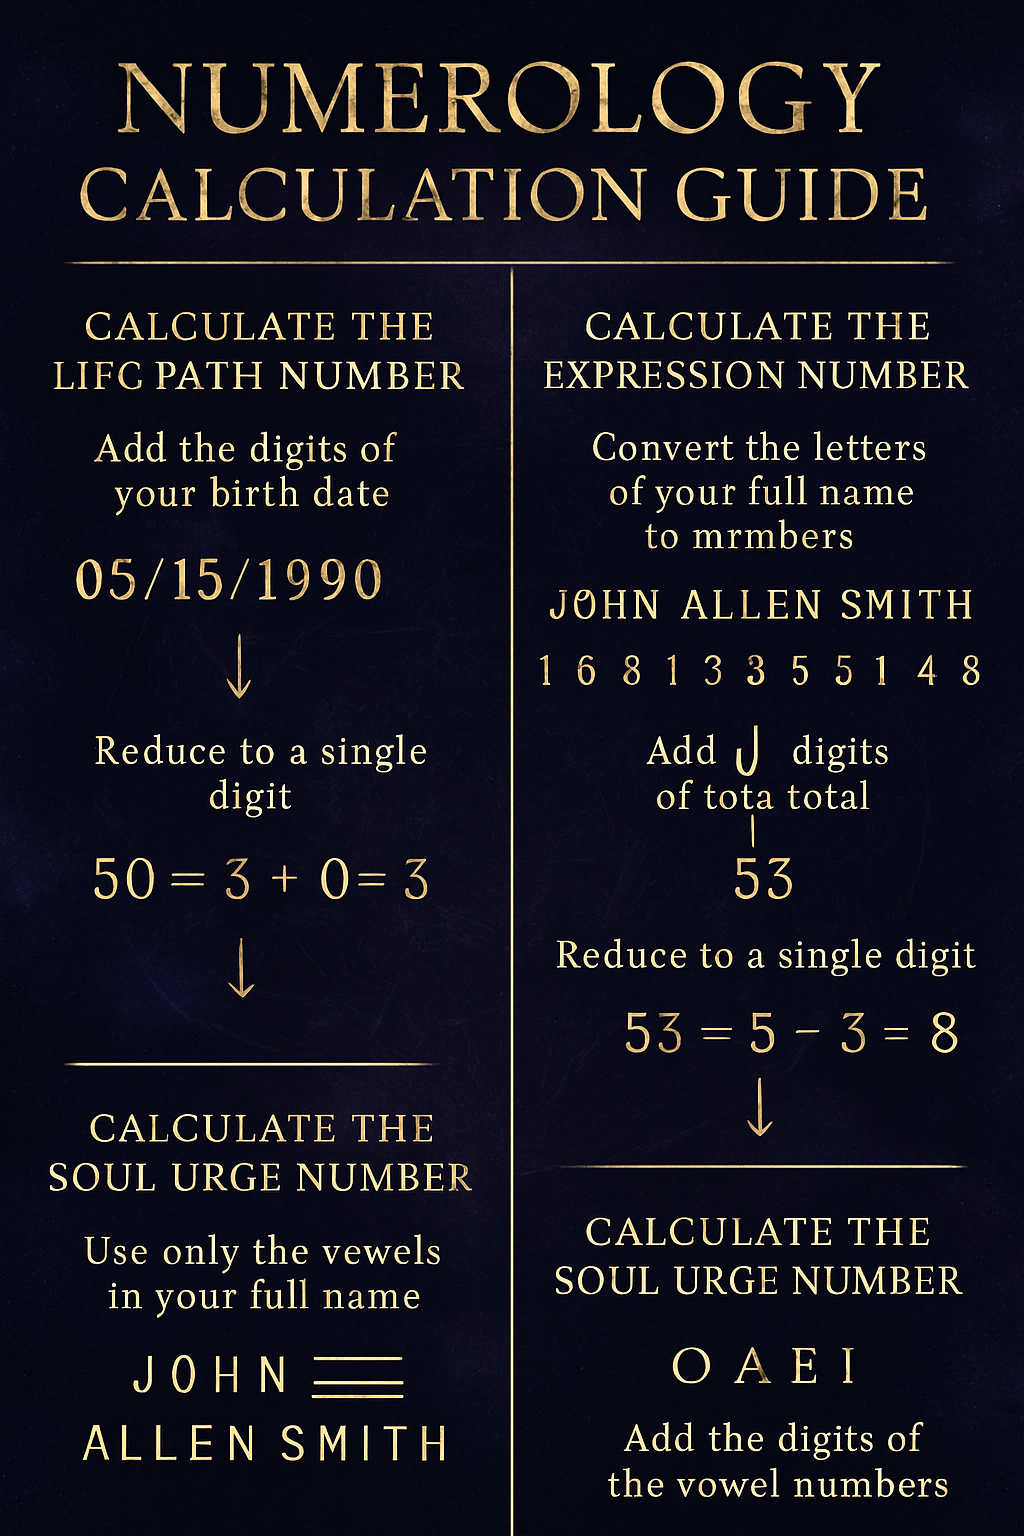 NUMEROLOGY
CALCULATION GUIDE
CALCULATE THE
LIFC PATH NUMBER
Add the digits of
your birth date
05/15/1990
Reduce to a single
digit
50 = 3 + 0 = 3
CALCULATE THE
SOUL URGE NUMBER
Use only the vewels
in your full name
JOHN
ALLEN SMITH
CALCULATE THE
EXPRESSION NUMBER
Convert the letters
of your full name
to mrmbers
JOHN ALLEN SMITH
1 6 8 1 3 3 5 5 1 4 8
Add J digits
of tota total
53
Reduce to a single digit
53 = 5 – 3 = 8
CALCULATE THE
SOUL URGE NUMBER
O A E I
Add the digits of
the vowel numbers